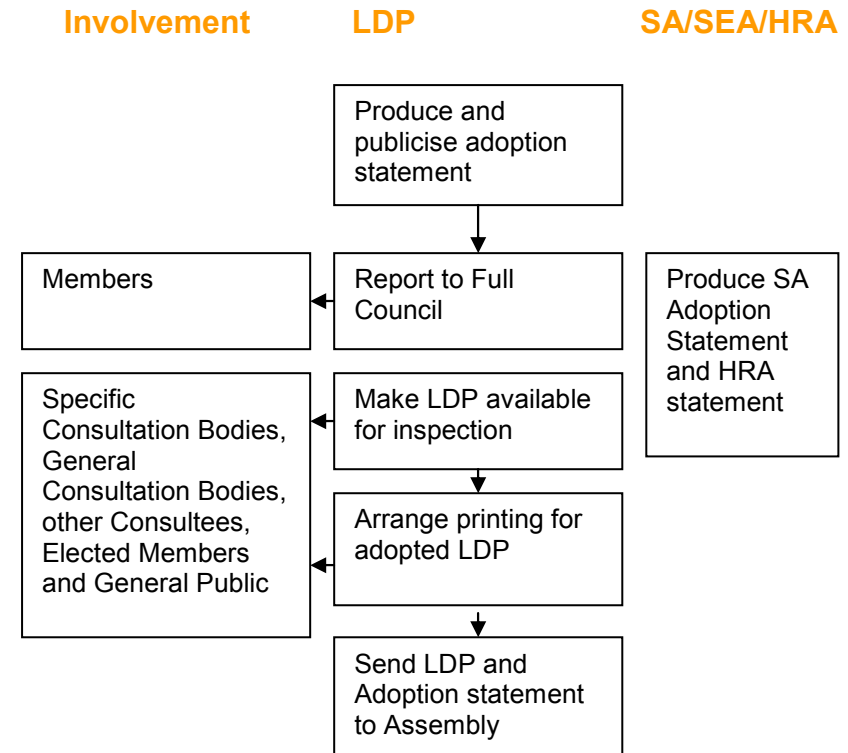 Involvement LDP SA/SEA/HRA
Produce and
publicise adoption
statement
Members
Report to Full
Council
Produce SA
Adoption
Statement
and HRA
statement
Specific
Consultation Bodies,
General
Consultation Bodies,
other Consultees,
Elected Members
and General Public
Make LDP available
for inspection
Arrange printing for
adopted LDP
Send LDP and
Adoption statement
to Assembly